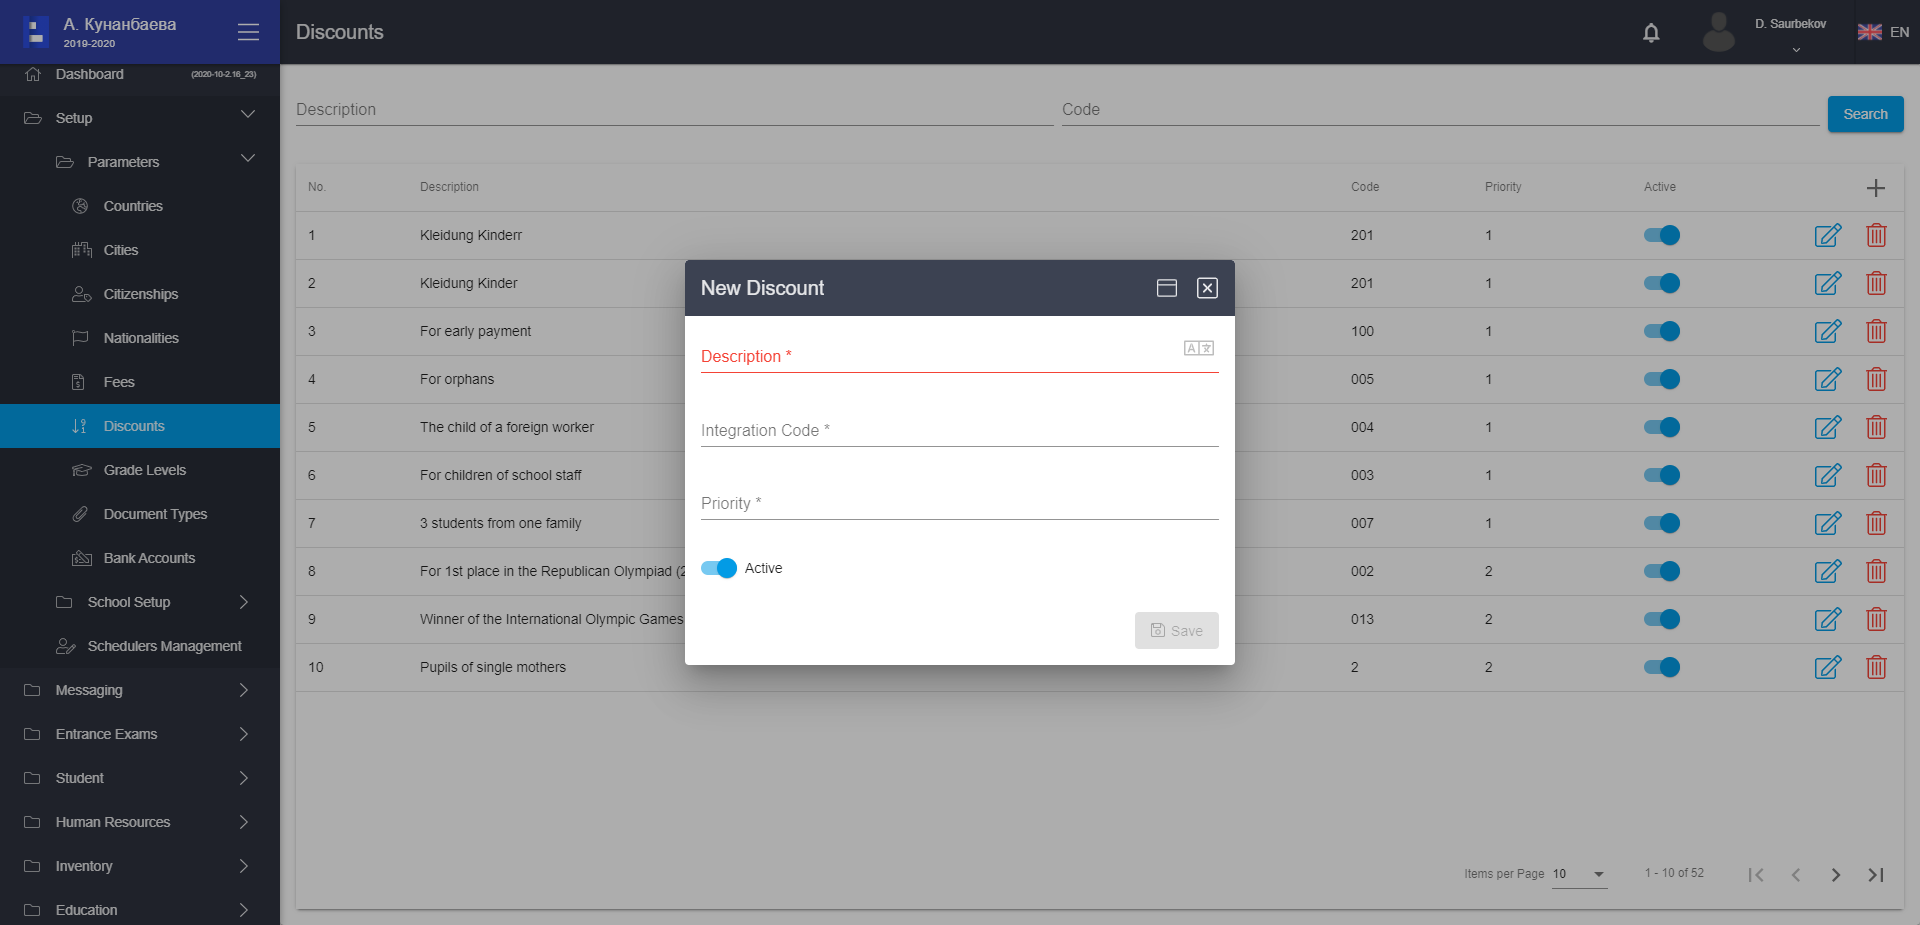 А. Кунанбаева
2019-2020
Discounts
D. Saurbekov
EN
Dashboard (2020-10-2.16_23)
Setup
Parameters
Countries
Cities
Citizenships
Nationalities
Fees
Discounts
Grade Levels
Document Types
Bank Accounts
School Setup
Schedulers Management
Messaging
Entrance Exams
Student
Human Resources
Inventory
Education
Description Code Search
No. Description Code Priority Active
1 Kleidung Kinderr 201 1
2 Kleidung Kinder 201 1
3 For early payment 100 1
4 For orphans 005 1
5 The child of a foreign worker 004 1
6 For children of school staff 003 1
7 3 students from one family 007 1
8 For 1st place in the Republican Olympiad (2 002 2
9 Winner of the International Olympic Games 013 2
10 Pupils of single mothers 2 2
New Discount
Description *
Integration Code *
Priority *
Active
Save
Items per Page 10 1 - 10 of 52